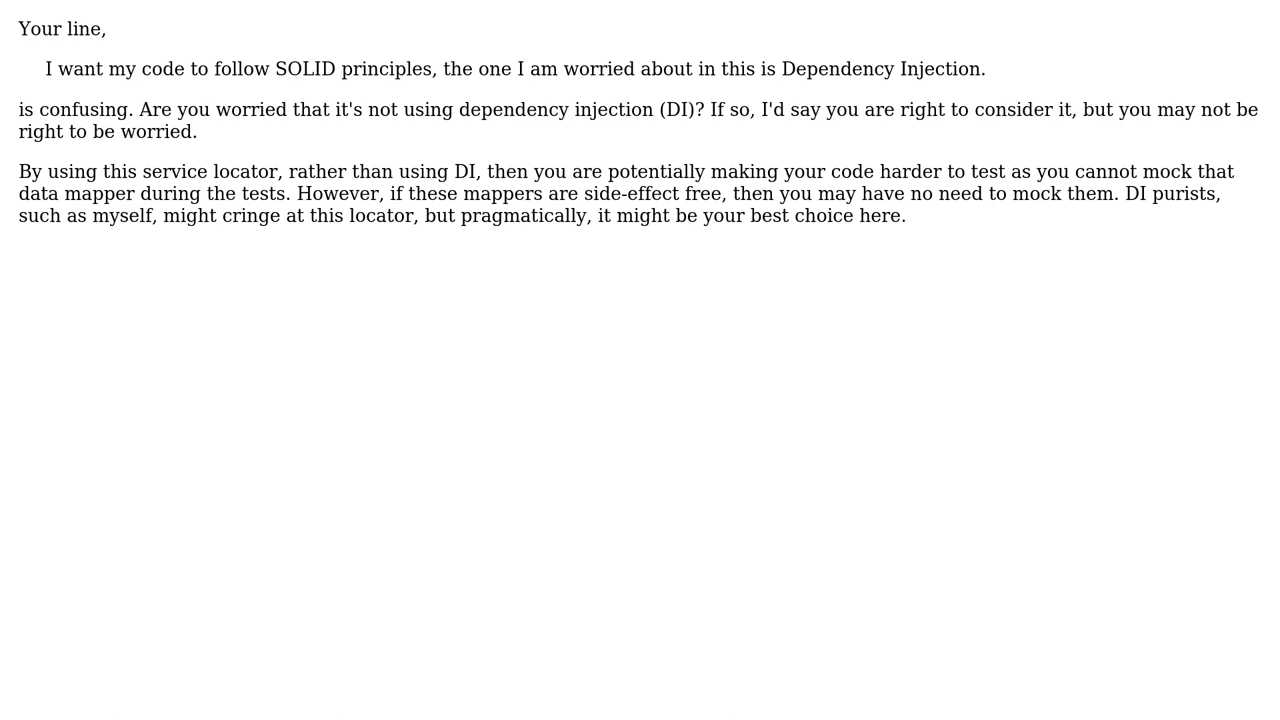 Your line,
I want my code to follow SOLID principles, the one I am worried about in this is Dependency Injection.
is confusing. Are you worried that it's not using dependency injection (DI)? If so, I'd say you are right to consider it, but you may not be
right to be worried.
By using this service locator, rather than using DI, then you are potentially making your code harder to test as you cannot mock that
data mapper during the tests. However, if these mappers are side-effect free, then you may have no need to mock them. DI purists,
such as myself, might cringe at this locator, but pragmatically, it might be your best choice here.